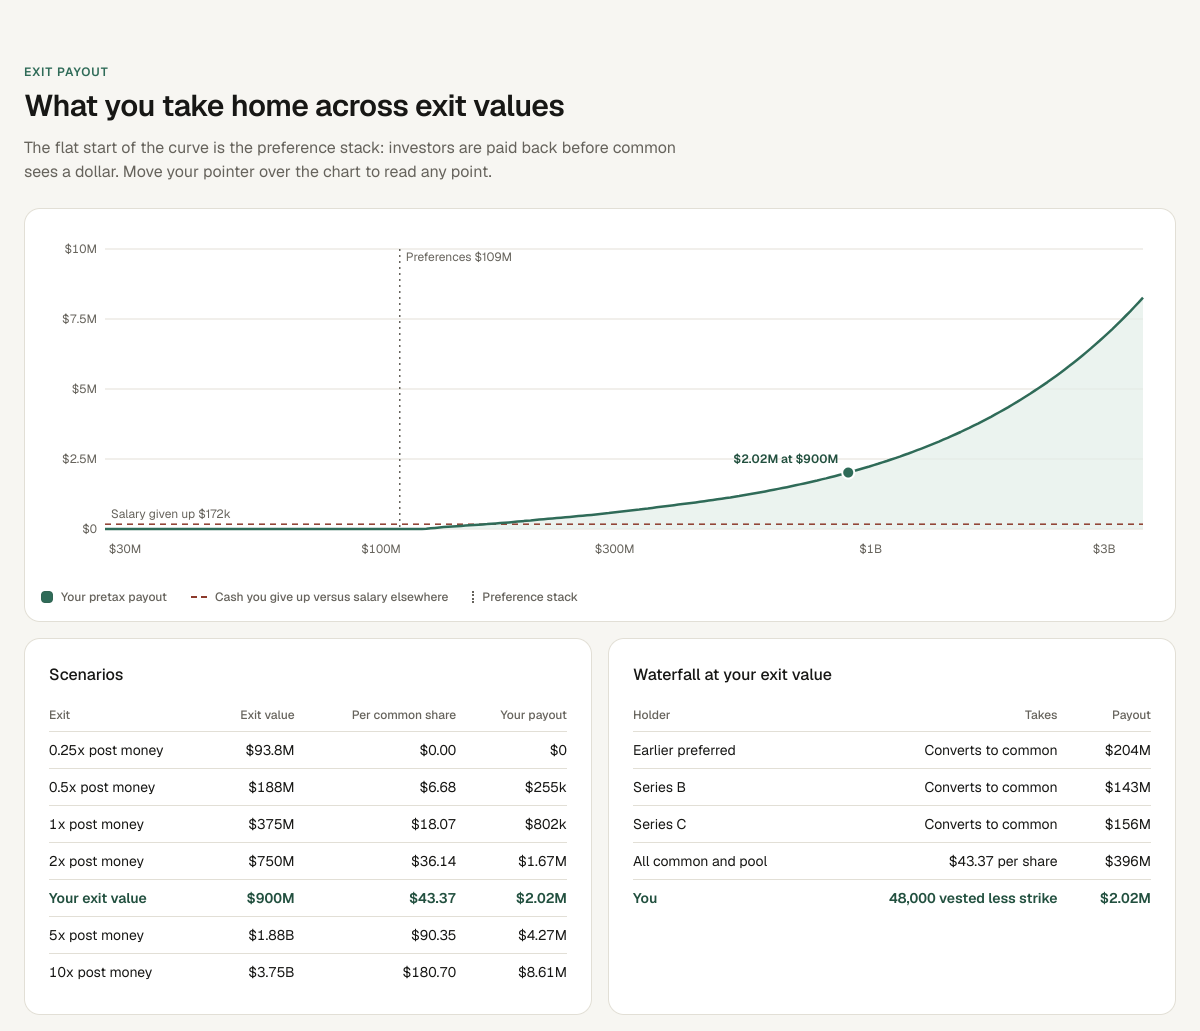 EXIT PAYOUT
What you take home across exit values
The flat start of the curve is the preference stack: investors are paid back before common
sees a dollar. Move your pointer over the chart to read any point.
$10M
Preferences $109M
$7.5M
$5M
$2.5M
$2.02M at $900M
Salary given up $172k
$0
$30M $100M $300M $1B $3B
Your pretax payout Cash you give up versus salary elsewhere Preference stack
Scenarios
Exit Exit value Per common share Your payout
0.25x post money $93.8M $0.00 $0
0.5x post money $188M $6.68 $255k
1x post money $375M $18.07 $802k
2x post money $750M $36.14 $1.67M
Your exit value $900M $43.37 $2.02M
5x post money $1.88B $90.35 $4.27M
10x post money $3.75B $180.70 $8.61M
Waterfall at your exit value
Holder Takes Payout
Earlier preferred Converts to common $204M
Series B Converts to common $143M
Series C Converts to common $156M
All common and pool $43.37 per share $396M
You 48,000 vested less strike $2.02M